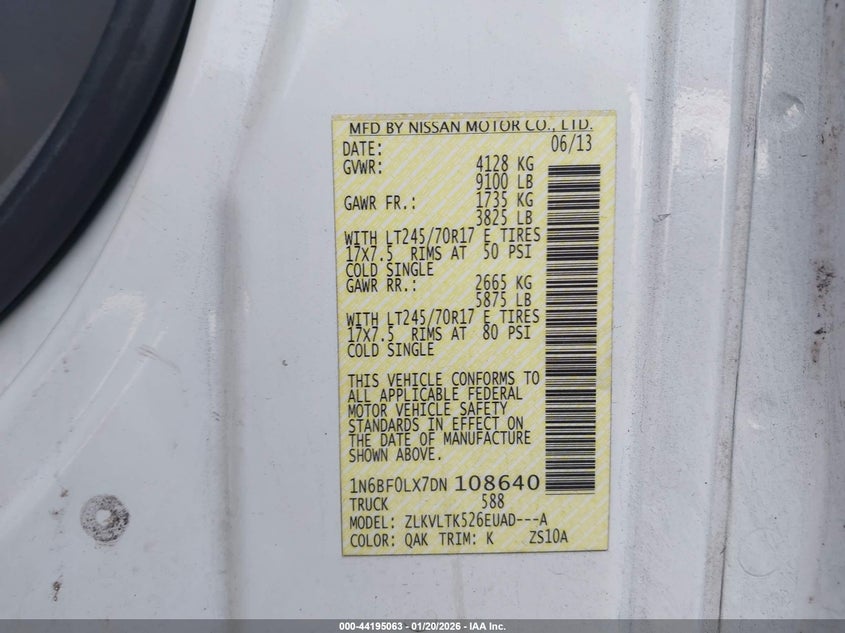 MFD BY NISSAN MOTOR CO., LTD.
DATE: 06/13
GVWR: 4128 KG
9100 LB
GAWR FR.: 1735 KG
3825 LB
WITH LT245/70R17 E TIRES
17X7.5 RIMS AT 50 PSI
COLD SINGLE
GAWR RR.: 2665 KG
5875 LB
WITH LT245/70R17 E TIRES
17X7.5 RIMS AT 80 PSI
COLD SINGLE
THIS VEHICLE CONFORMS TO
ALL APPLICABLE FEDERAL
MOTOR VEHICLE SAFETY
STANDARDS IN EFFECT ON
THE DATE OF MANUFACTURE
SHOWN ABOVE.
1N6BF0LX7DN 108640
TRUCK 588
MODEL: ZLKVLTK526EUAD---A
COLOR: QAK TRIM: K ZS10A
000-44195063 - 01/20/2026 - IAA Inc.